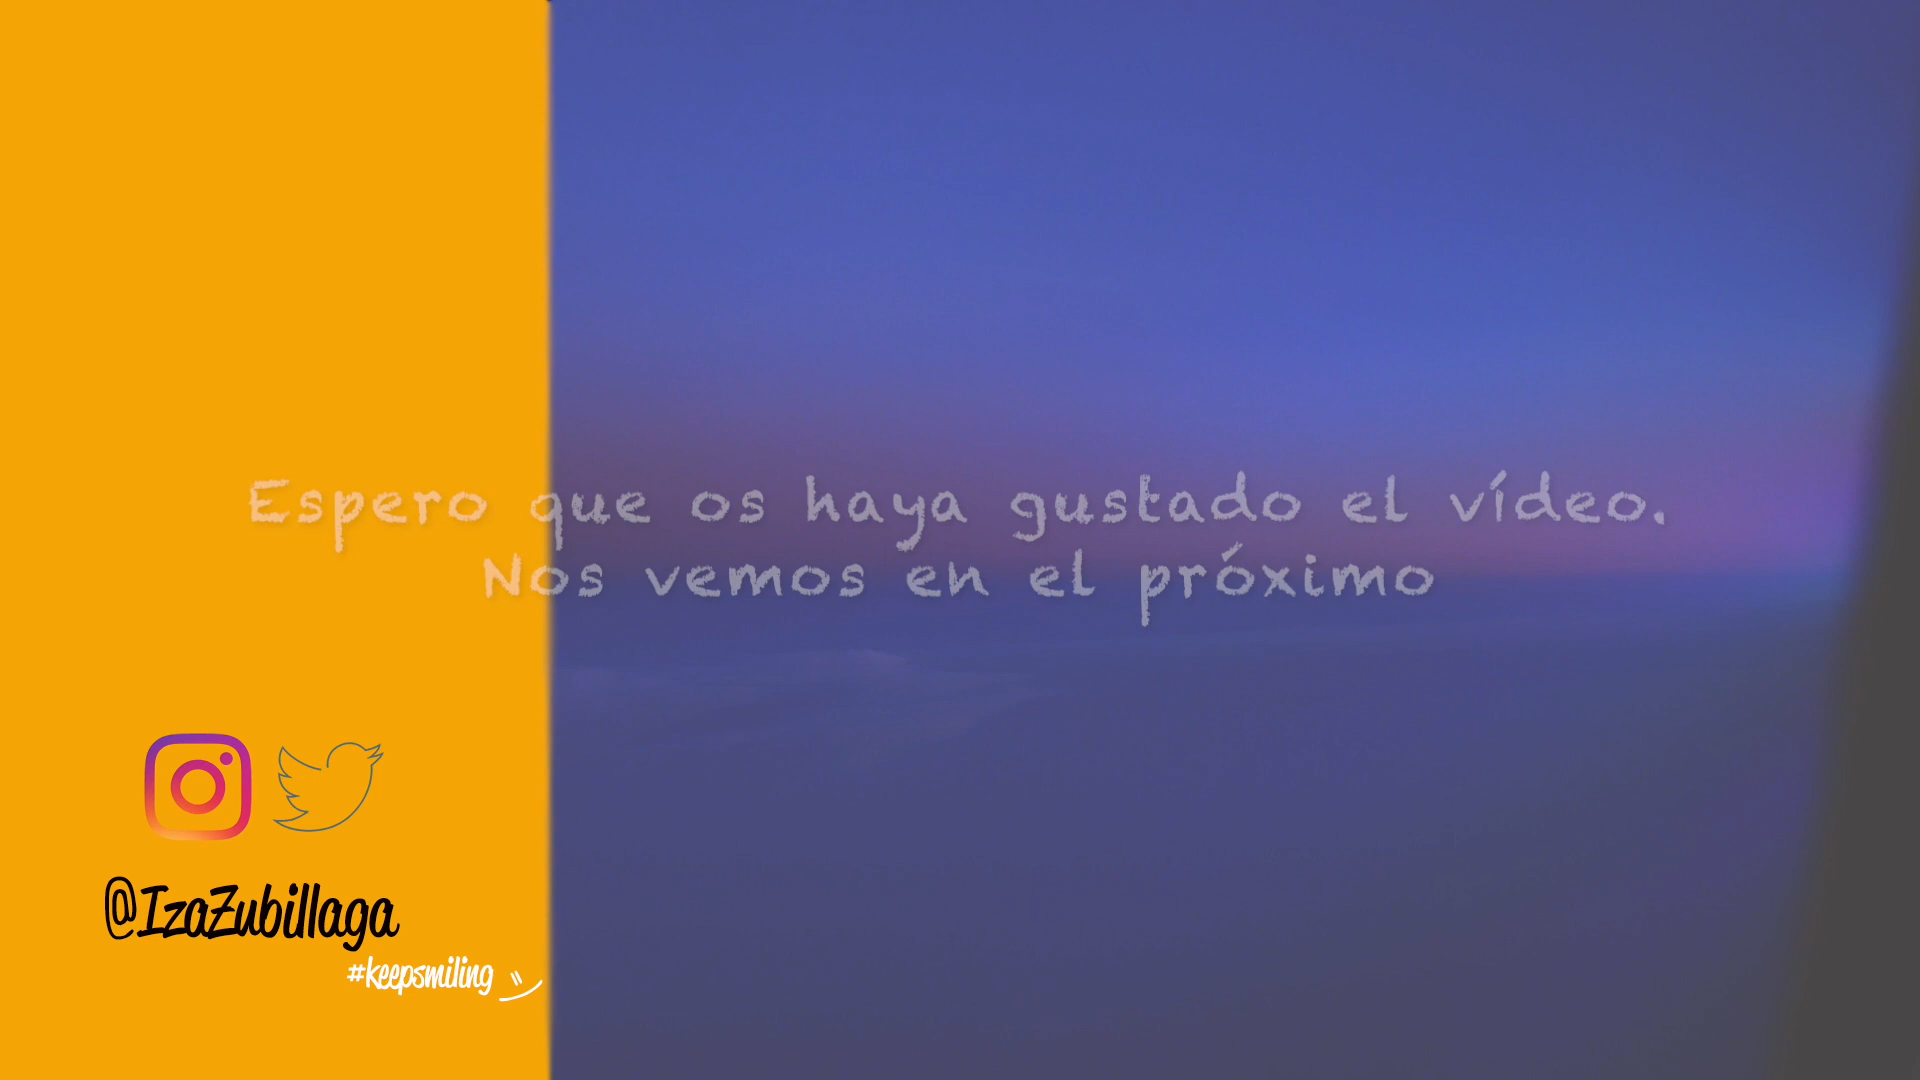 Espero que os haya gustado el vídeo.
Nos vemos en el próximo
@IzaZubillaga
#keepsmiling